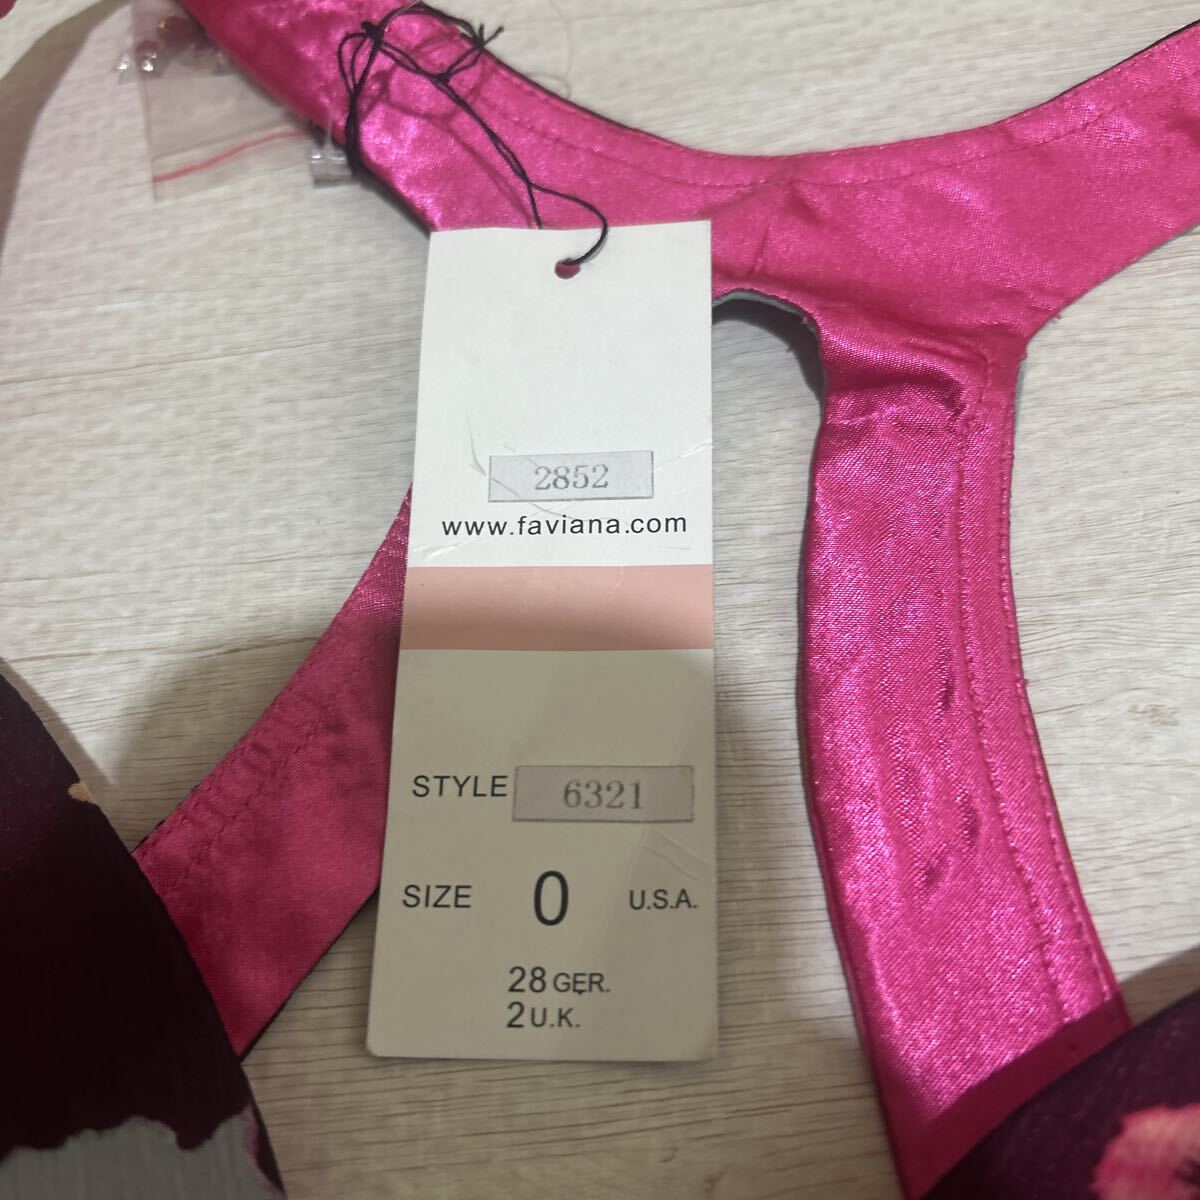 2852
www.faviana.com
STYLE 6321
SIZE 0 U.S.A.
28 GER.
2 U.K.